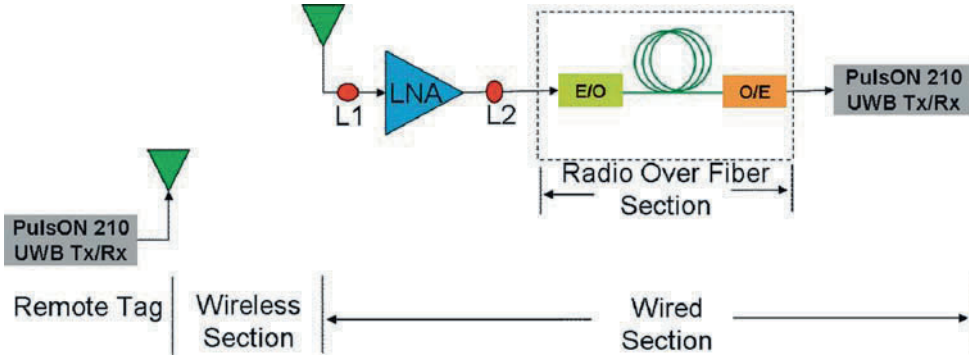 LNA
L1
L2
E/O
O/E
PulsON 210
UWB Tx/Rx
Radio Over Fiber
Section
PulsON 210
UWB Tx/Rx
Remote Tag
Wireless
Section
Wired
Section